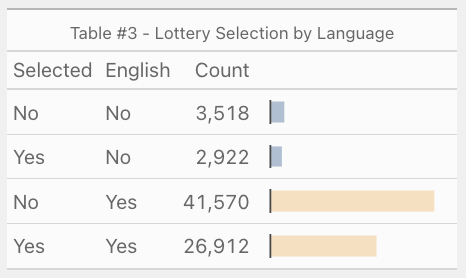 Table #3 - Lottery Selection by Language
Selected English Count
No No 3,518
Yes No 2,922
No Yes 41,570
Yes Yes 26,912